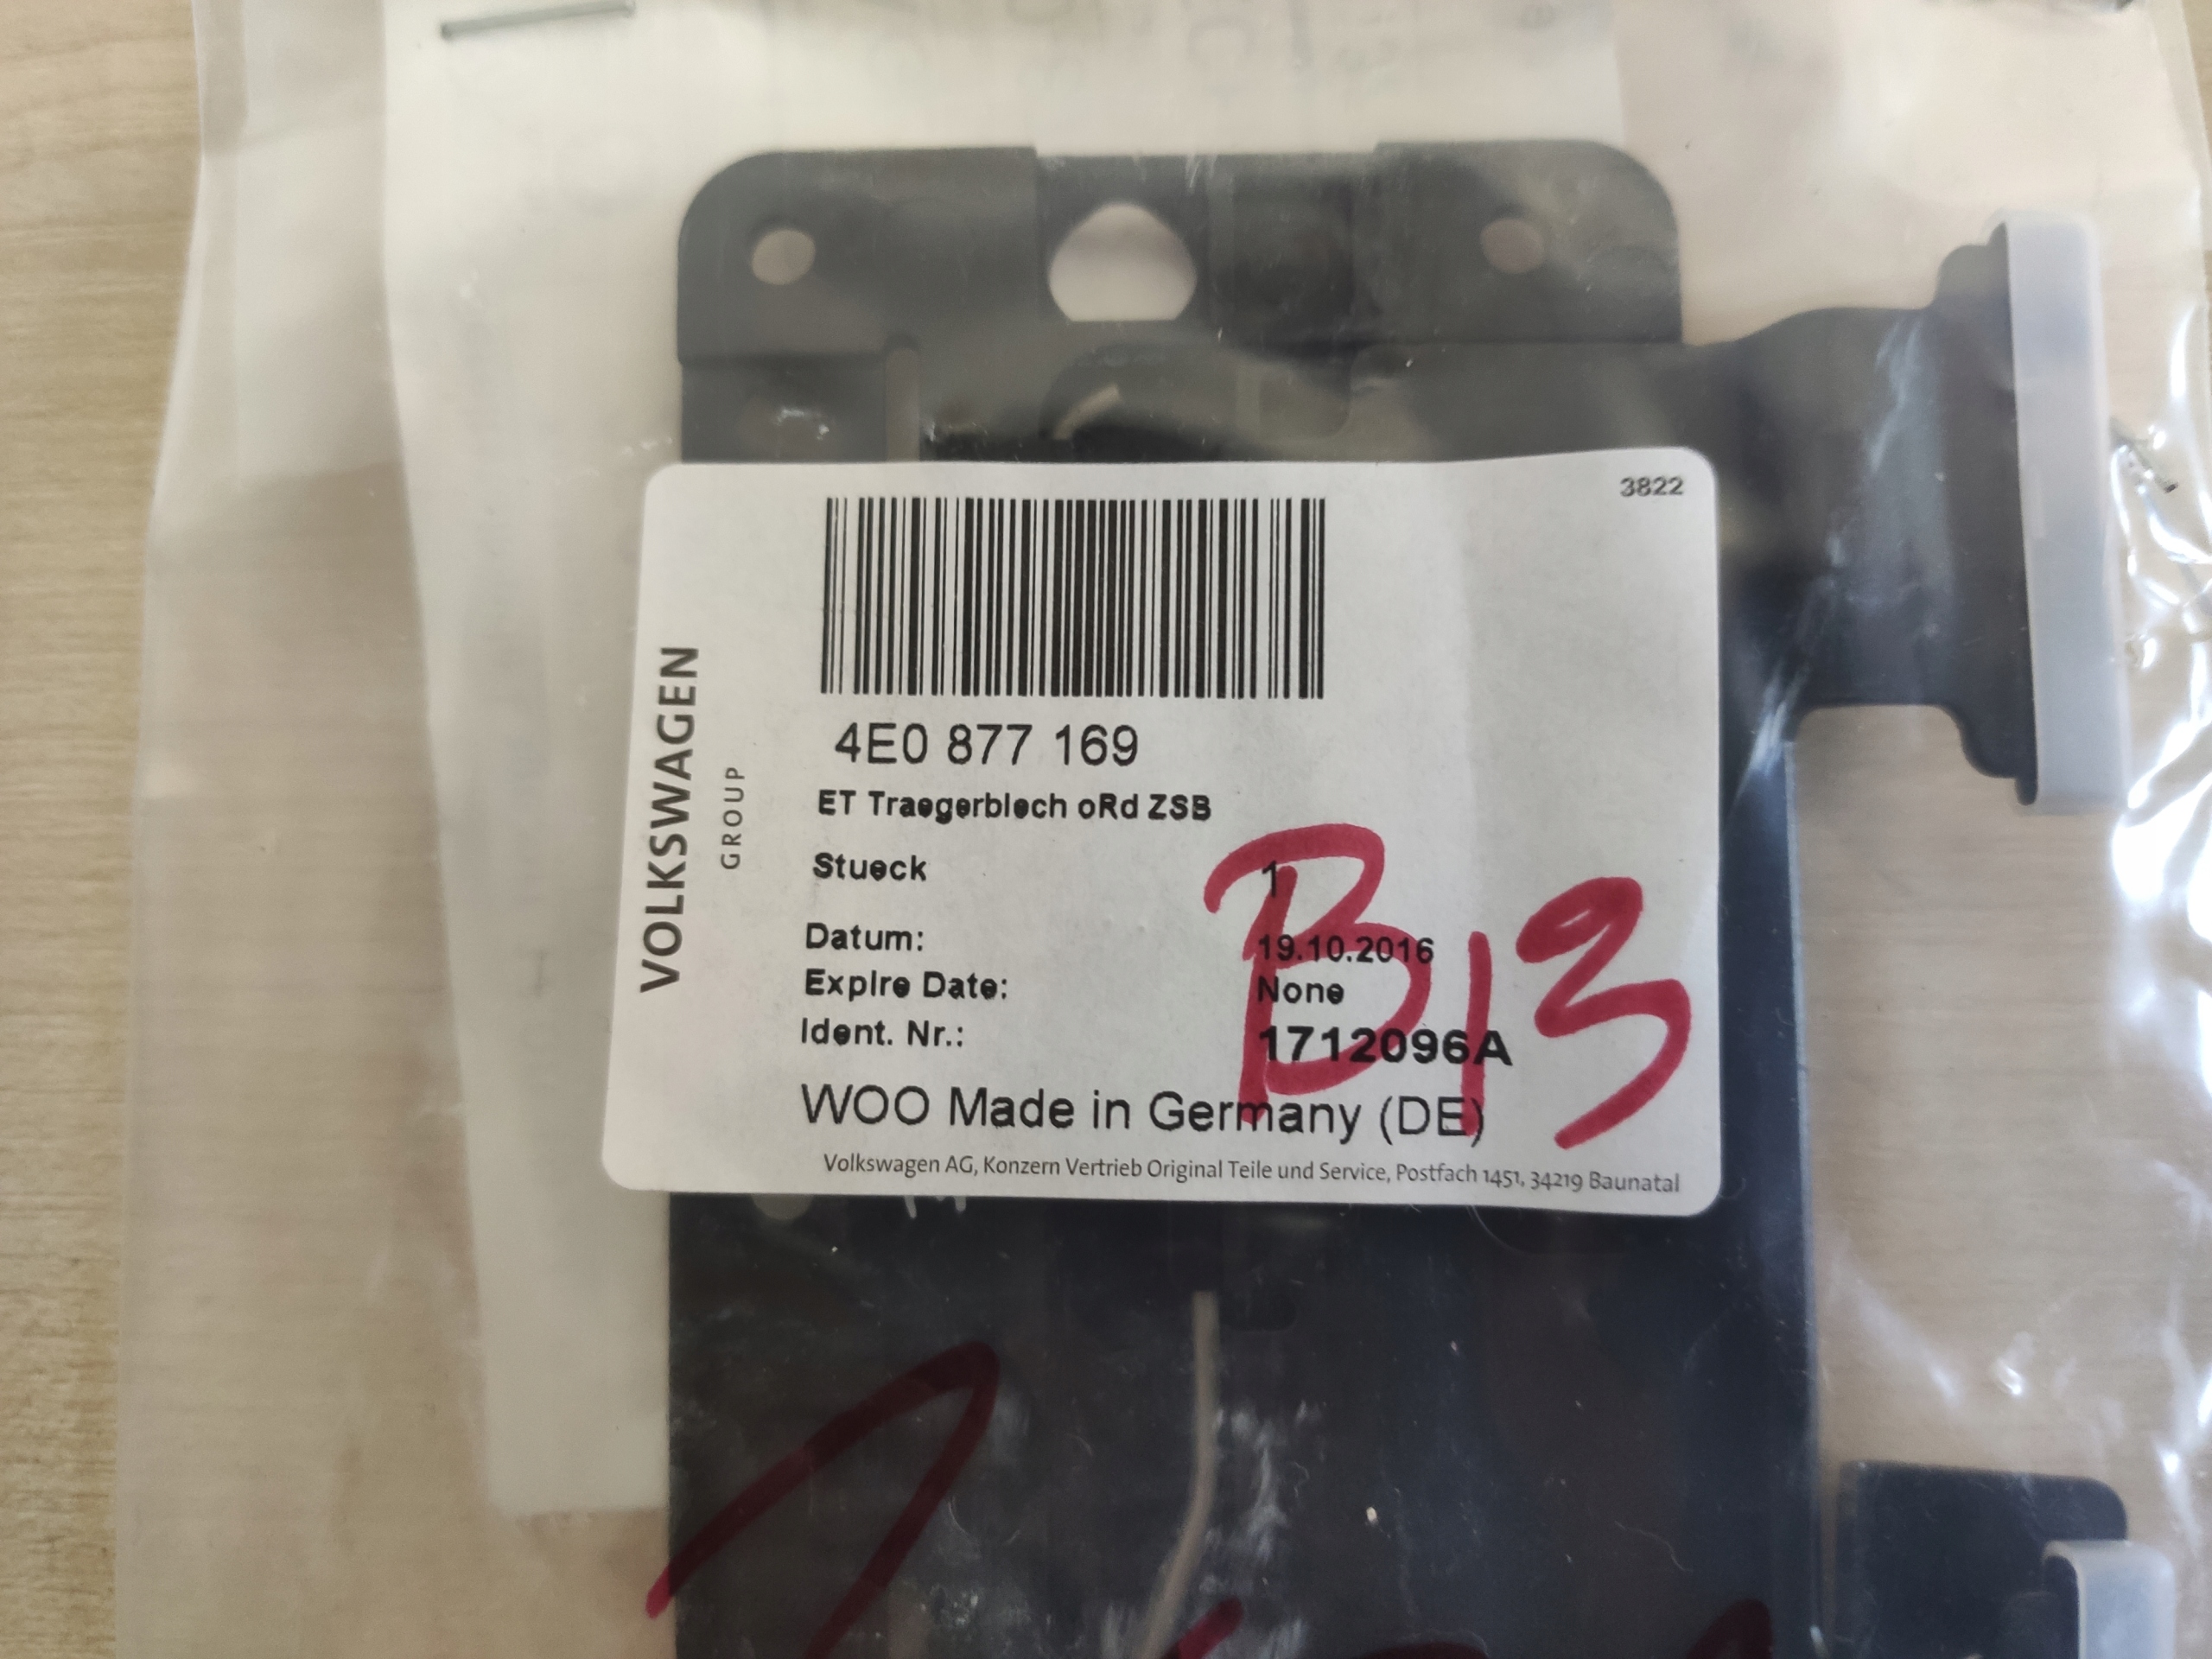 3822
VOLKSWAGEN
GROUP
4E0 877 169
ET Traegerblech oRd ZSB
Stueck 1
Datum: 19.10.2016
Expire Date: None
Ident. Nr.: 1712096A
B13
WOO Made in Germany (DE)
Volkswagen AG, Konzern Vertrieb Original Teile und Service, Postfach 1451, 34219 Baunatal